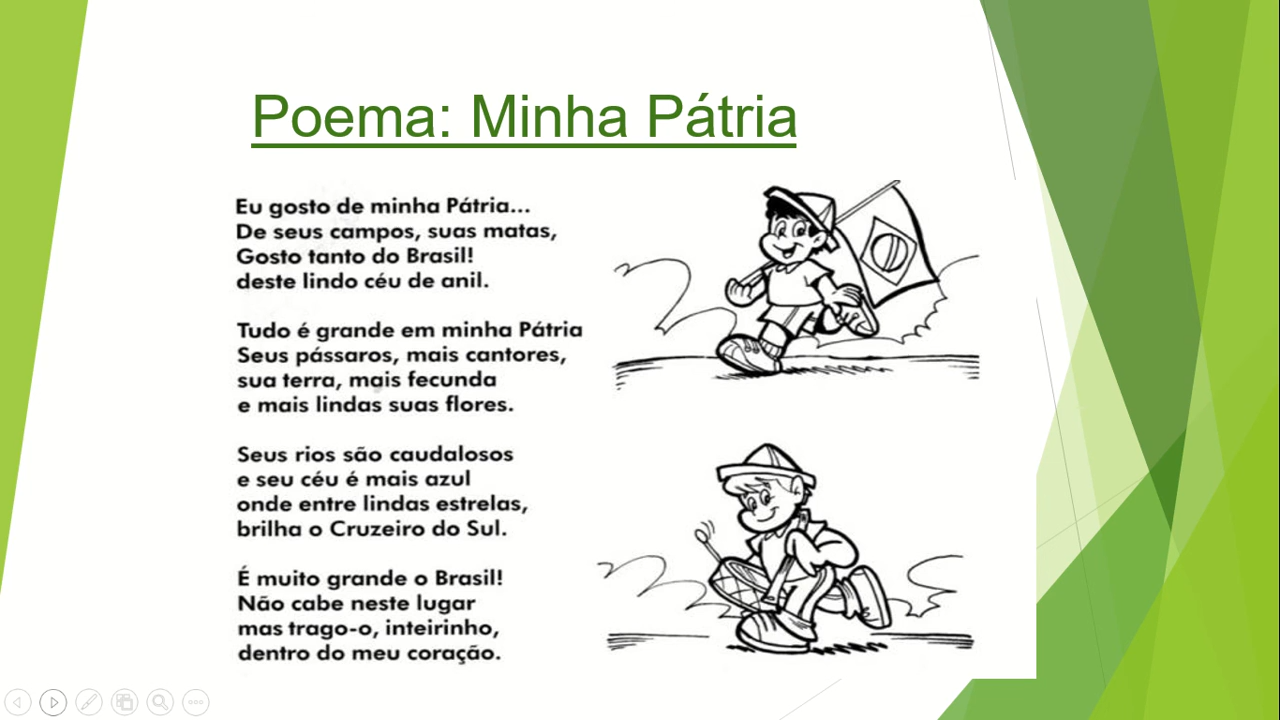 Poema: Minha Pátria
Eu gosto de minha Pátria...
De seus campos, suas matas,
Gosto tanto do Brasil!
deste lindo céu de anil.
Tudo é grande em minha Pátria
Seus pássaros, mais cantores,
sua terra, mais fecunda
e mais lindas suas flores.
Seus rios são caudalosos
e seu céu é mais azul
onde entre lindas estrelas,
brilha o Cruzeiro do Sul.
É muito grande o Brasil!
Não cabe neste lugar
mas trago-o, inteirinho,
dentro do meu coração.